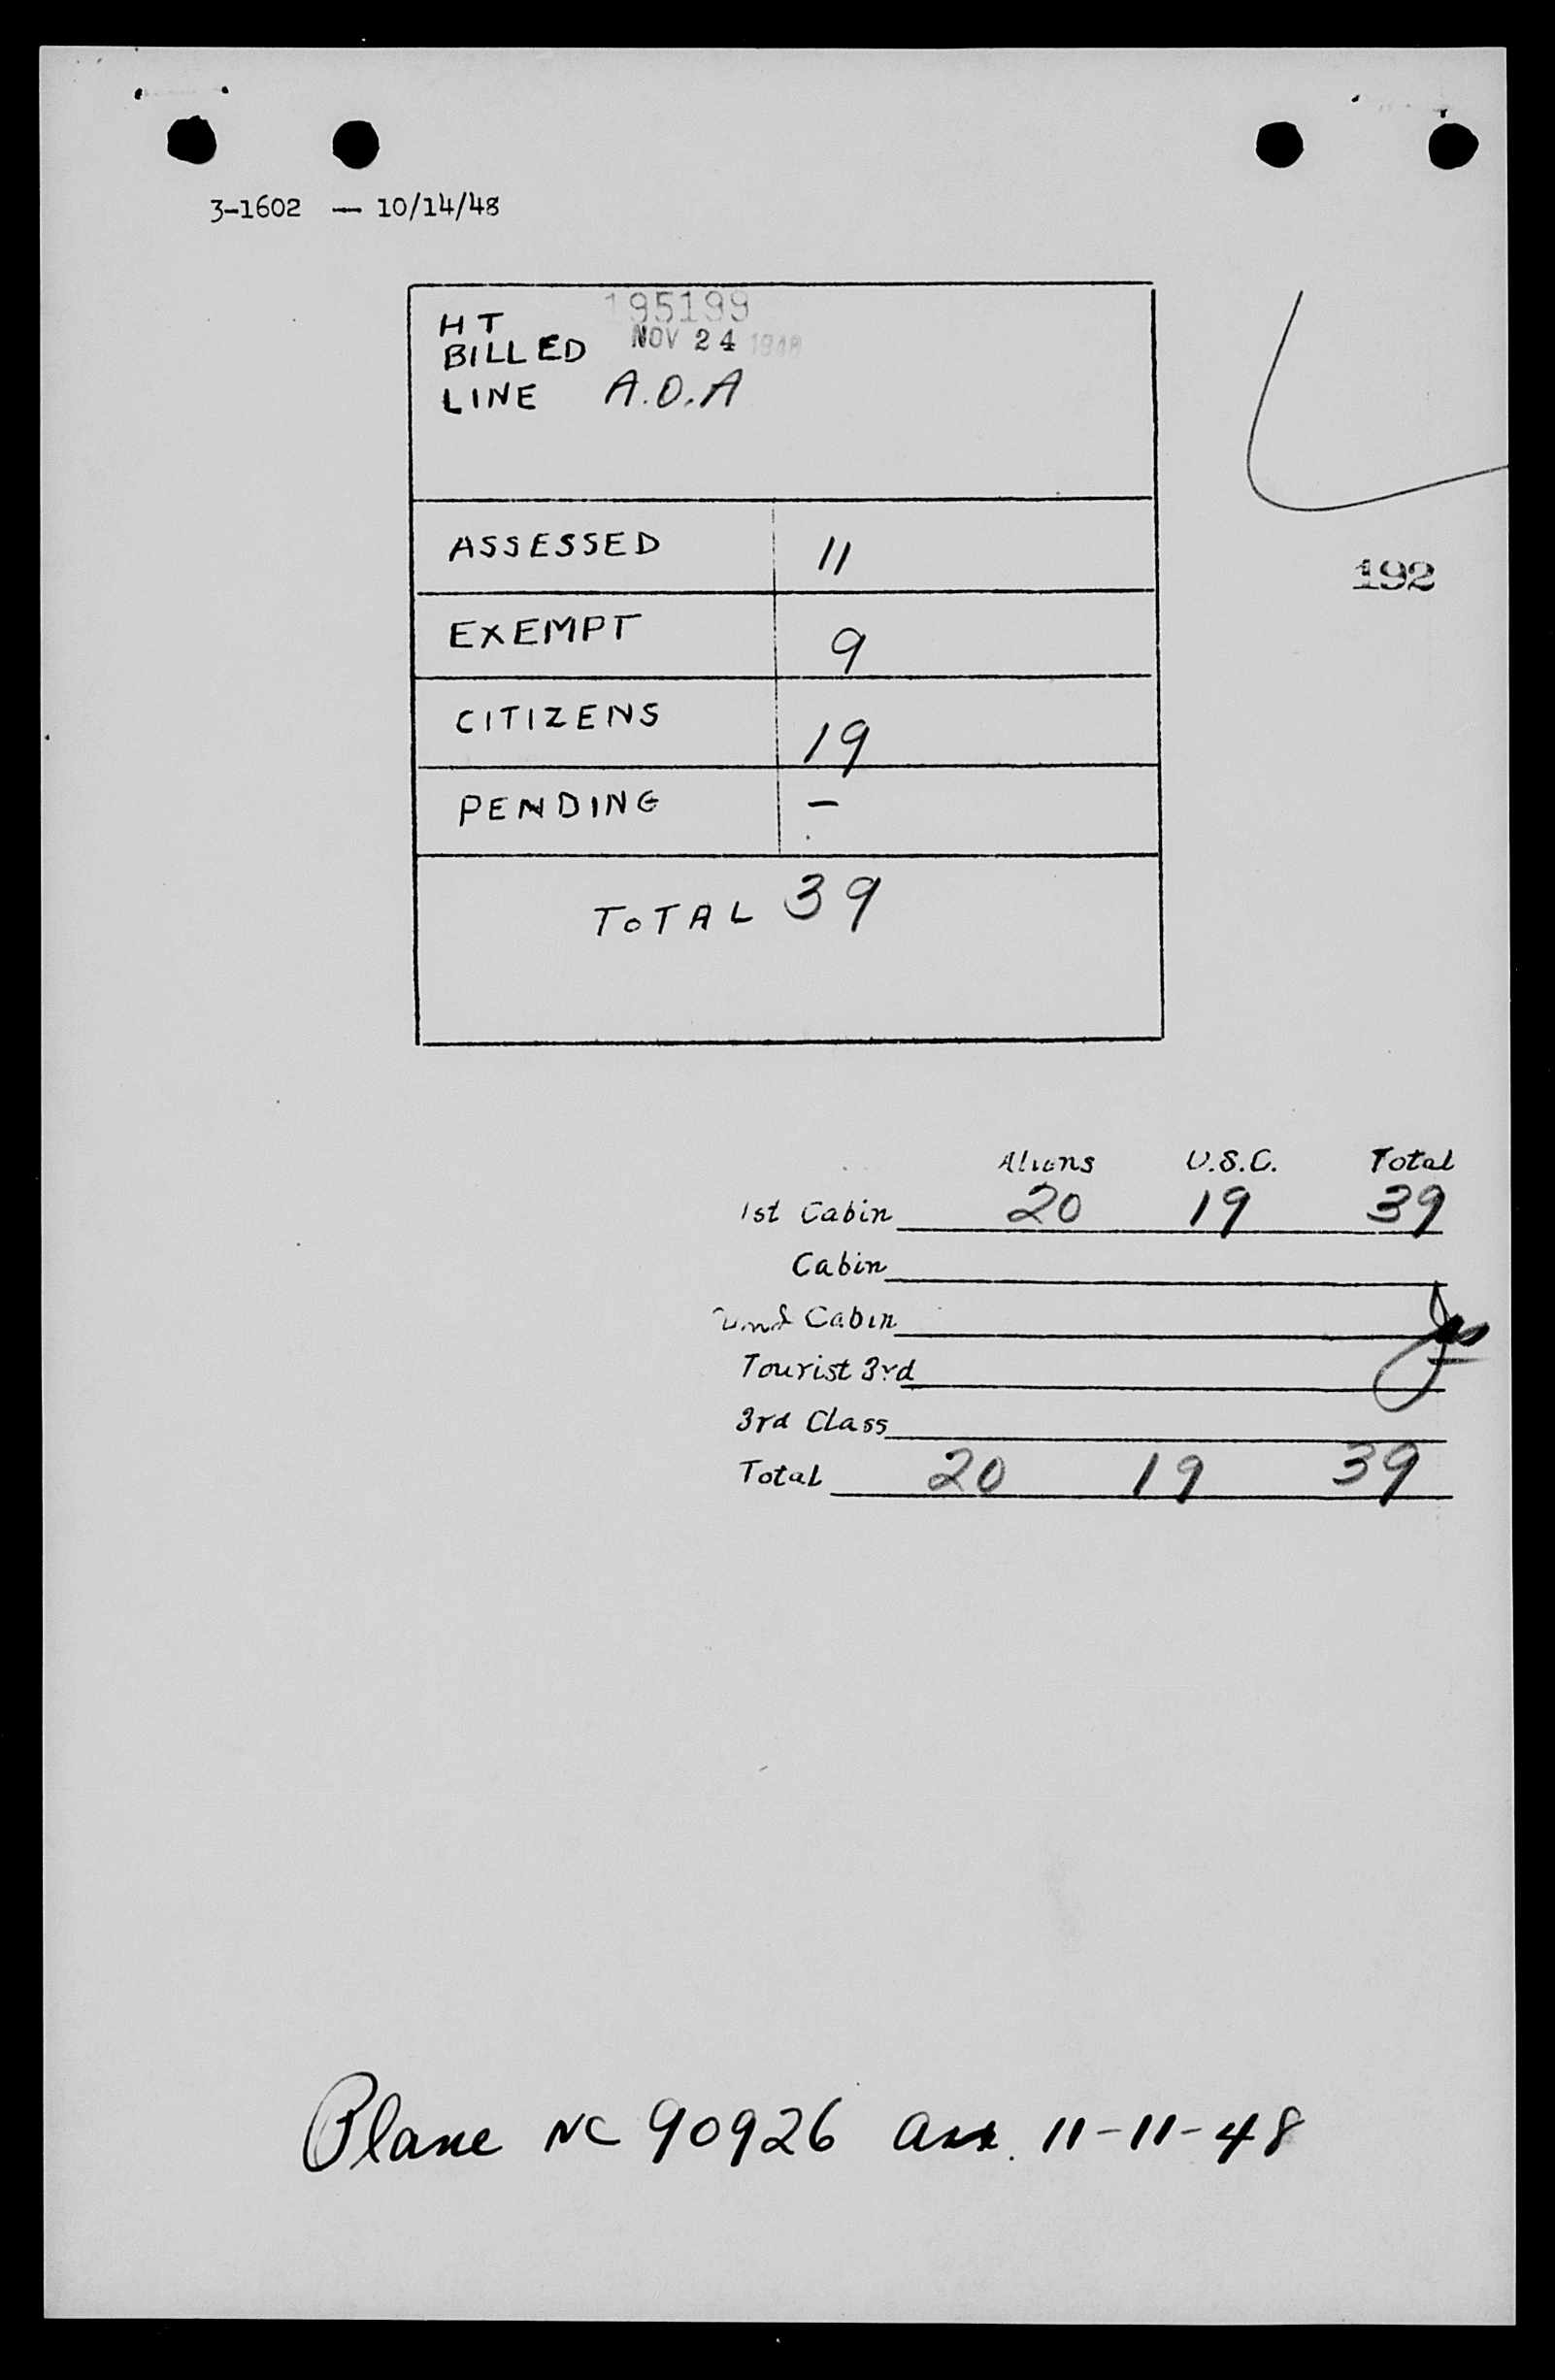 3-1602 — 10/14/48
HT 195199
BILLED NOV 24 1948
LINE A.O.A
ASSESSED 11
192
EXEMPT 9
CITIZENS 19
PENDING –
TOTAL 39
Aliens U.S.C. Total
1st Cabin 20 19 39
Cabin
Cabin
Tourist 3rd
3rd Class
Total 20 19 39
Plane NC 90926 arr. 11-11-48